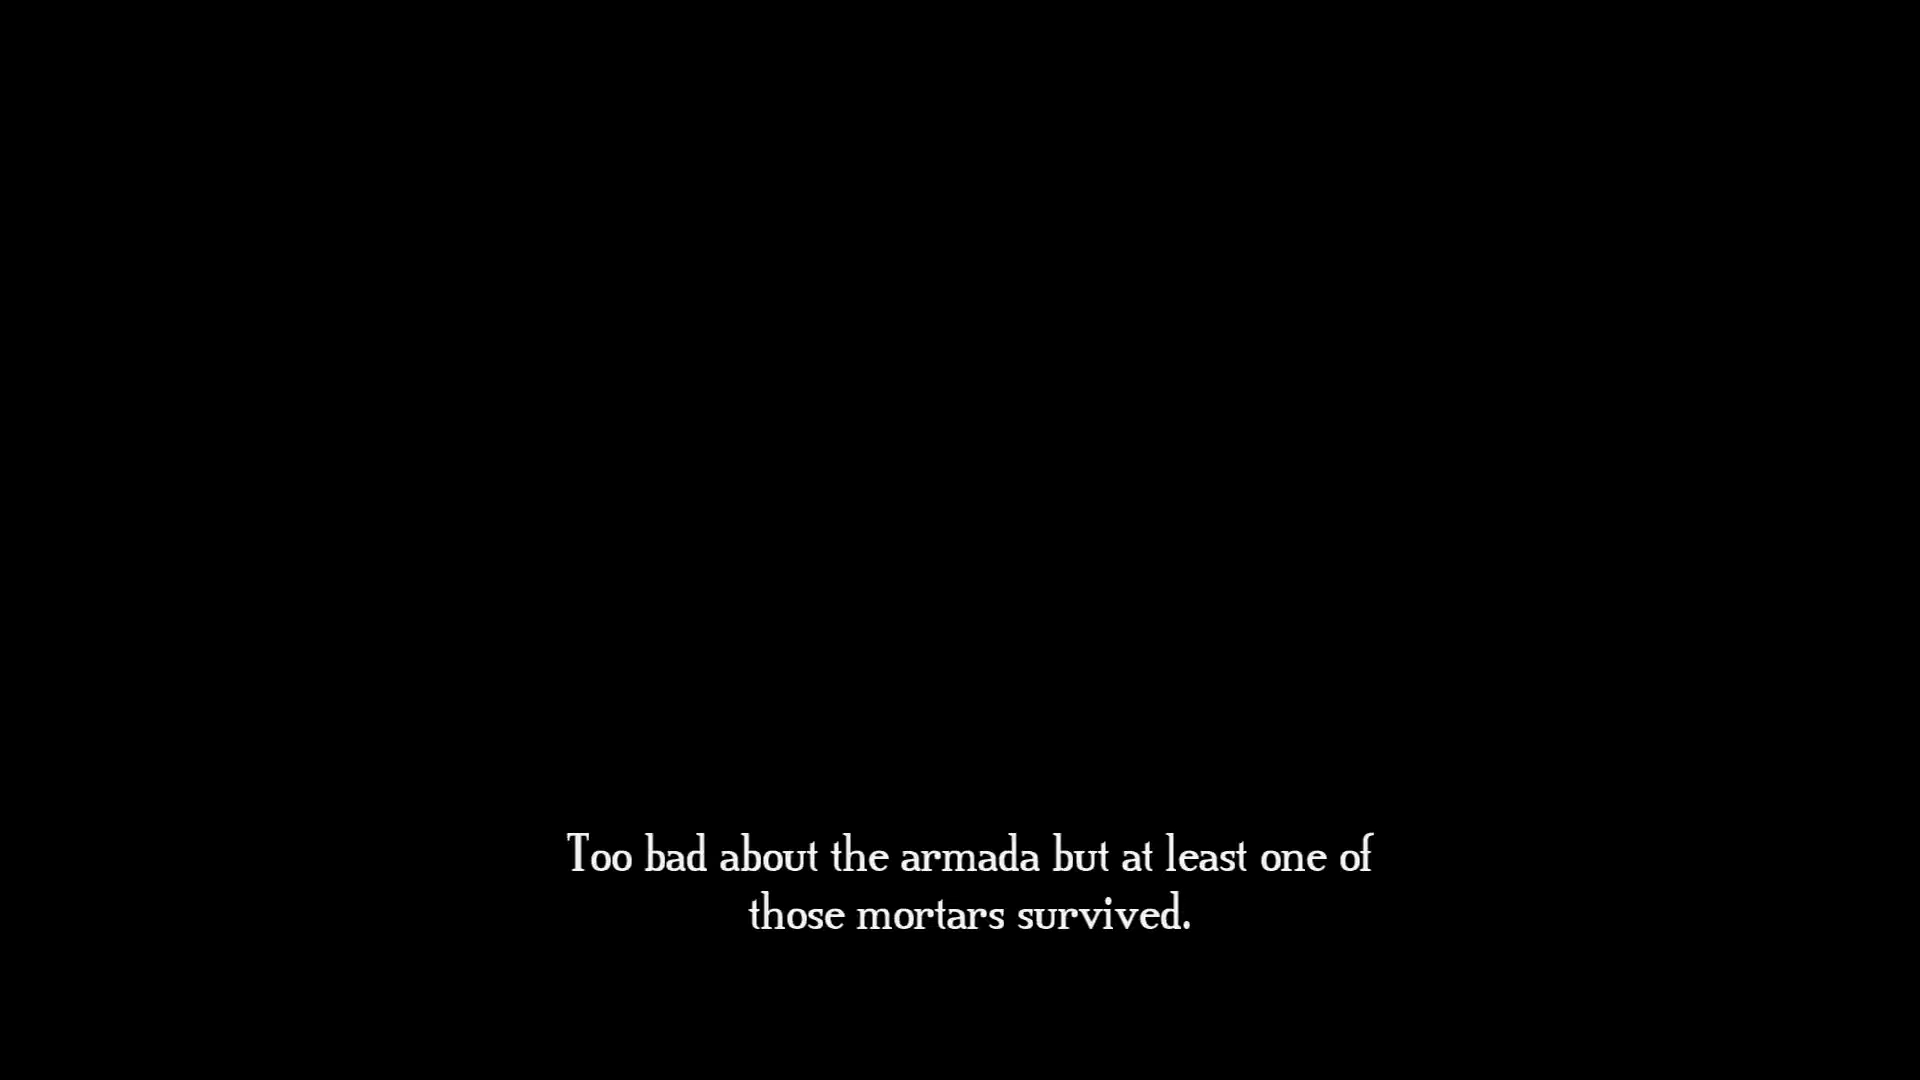 Too bad about the armada but at least one of
those mortars survived.